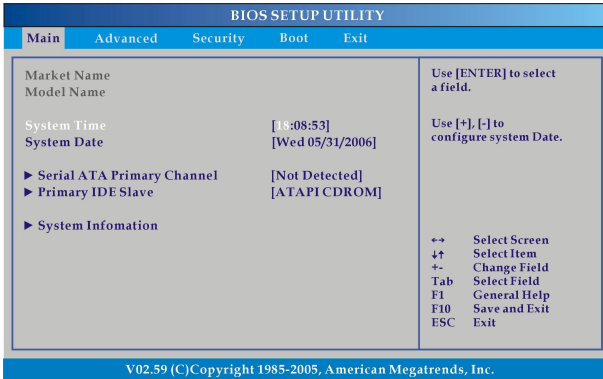 BIOS SETUP UTILITY
Main Advanced Security Boot Exit
Market Name
Model Name
System Time [18:08:53]
System Date [Wed 05/31/2006]
▶ Serial ATA Primary Channel [Not Detected]
▶ Primary IDE Slave [ATAPI CDROM]
▶ System Infomation
Use [ENTER] to select
a field.
Use [+], [-] to
configure system Date.
←→ Select Screen
↓↑ Select Item
+- Change Field
Tab Select Field
F1 General Help
F10 Save and Exit
ESC Exit
V02.59 (C)Copyright 1985-2005, American Megatrends, Inc.